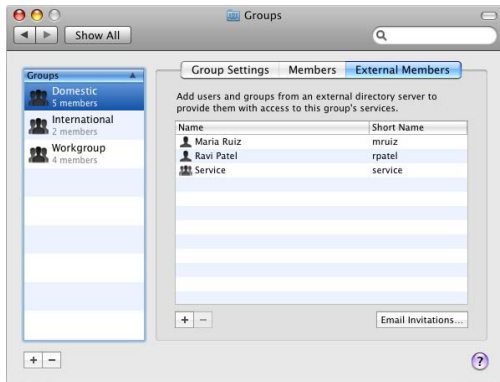 Groups
Show All
Groups
Domestic
5 members
International
2 members
Workgroup
4 members
Group Settings Members External Members
Add users and groups from an external directory server to
provide them with access to this group's services.
Name Short Name
Maria Ruiz mruiz
Ravi Patel rpatel
Service service
+ − Email Invitations...
+ − ?